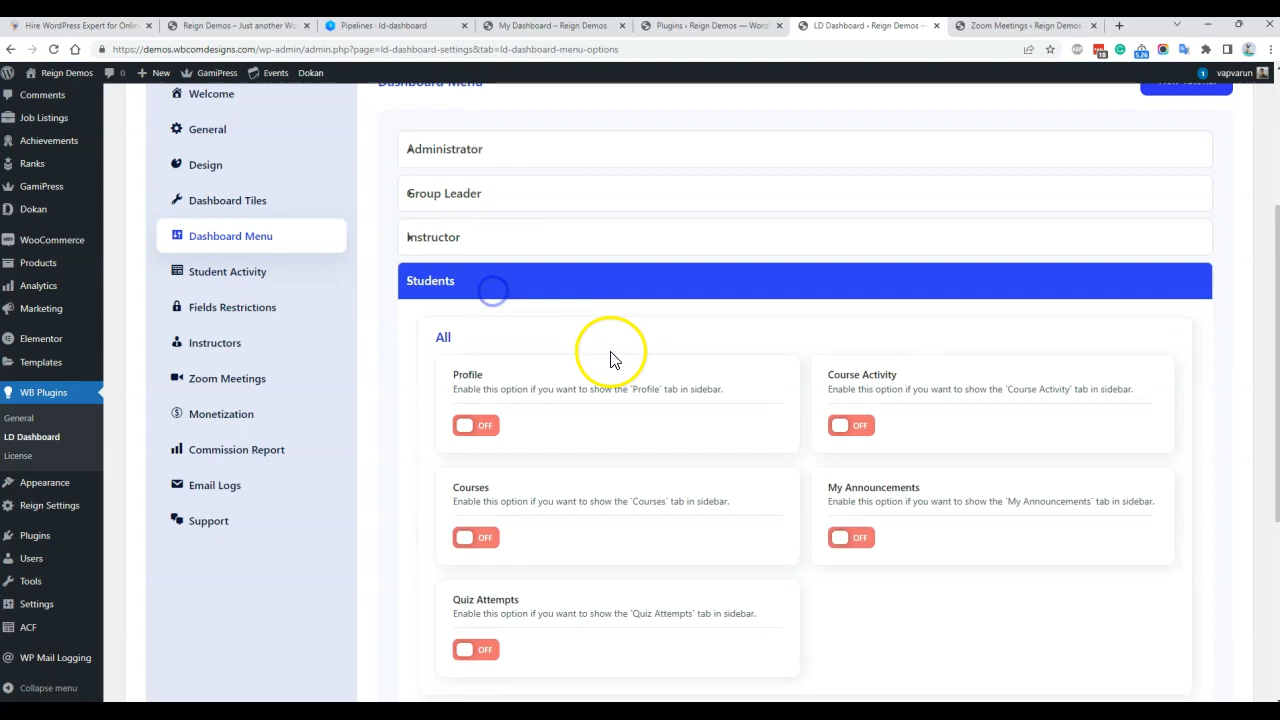 Hire WordPress Expert for Onlin
Reign Demos – Just another Wo
Pipelines - ld-dashboard
My Dashboard – Reign Demos
Plugins ‹ Reign Demos — Word
LD Dashboard ‹ Reign Demos —
Zoom Meetings ‹ Reign Demos
https://demos.wbcomdesigns.com/wp-admin/admin.php?page=ld-dashboard-settings&tab=ld-dashboard-menu-options
18
5.26
Reign Demos
0
New
GamiPress
Events
Dokan
1
vapvarun
Comments
Job Listings
Achievements
Ranks
GamiPress
Dokan
WooCommerce
Products
Analytics
Marketing
Elementor
Templates
WB Plugins
General
LD Dashboard
License
Appearance
Reign Settings
Plugins
Users
Tools
Settings
ACF
WP Mail Logging
Collapse menu
Welcome
General
Design
Dashboard Tiles
Dashboard Menu
Student Activity
Fields Restrictions
Instructors
Zoom Meetings
Monetization
Commission Report
Email Logs
Support
Dashboard Menu
Administrator
Group Leader
Instructor
Students
All
Profile
Enable this option if you want to show the `Profile` tab in sidebar.
OFF
Course Activity
Enable this option if you want to show the `Course Activity` tab in sidebar.
OFF
Courses
Enable this option if you want to show the `Courses` tab in sidebar.
OFF
My Announcements
Enable this option if you want to show the `My Announcements` tab in sidebar.
OFF
Quiz Attempts
Enable this option if you want to show the `Quiz Attempts` tab in sidebar.
OFF